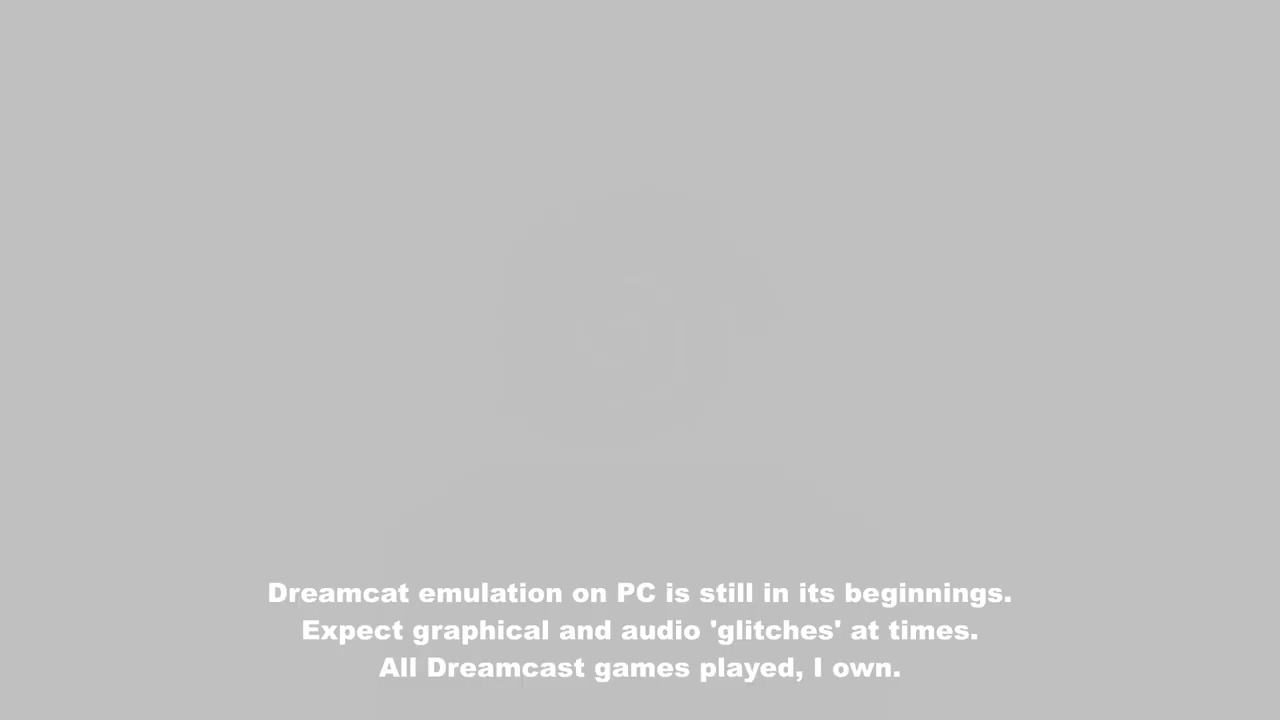 Dreamcat emulation on PC is still in its beginnings.
Expect graphical and audio 'glitches' at times.
All Dreamcast games played, I own.